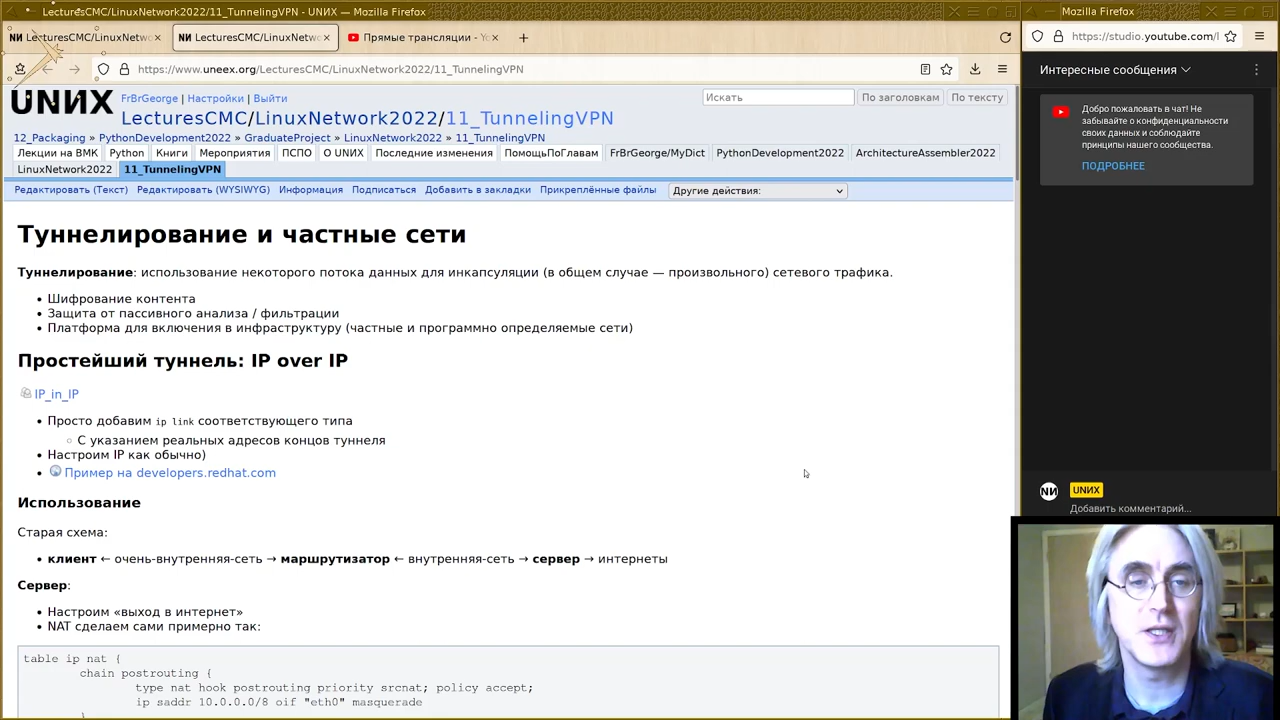 LecturesCMC/LinuxNetwork2022/11_TunnelingVPN - UNIX — Mozilla Firefox
Mozilla Firefox
LecturesCMC/LinuxNetwo
LecturesCMC/LinuxNetwo
Прямые трансляции - Yo
https://www.uneex.org/LecturesCMC/LinuxNetwork2022/11_TunnelingVPN
https://studio.youtube.com/l
UNИX
FrBrGeorge | Настройки | Выйти
Искать
По заголовкам
По тексту
LecturesCMC/LinuxNetwork2022/11_TunnelingVPN
12_Packaging » PythonDevelopment2022 » GraduateProject » LinuxNetwork2022 » 11_TunnelingVPN
Лекции на ВМК Python Книги Мероприятия ПСПО О UNIX Последние изменения ПомощьПоГлавам FrBrGeorge/MyDict PythonDevelopment2022 ArchitectureAssembler2022
LinuxNetwork2022 11_TunnelingVPN
Редактировать (Текст) Редактировать (WYSIWYG) Информация Подписаться Добавить в закладки Прикреплённые файлы Другие действия:
Туннелирование и частные сети
Туннелирование: использование некоторого потока данных для инкапсуляции (в общем случае — произвольного) сетевого трафика.
Шифрование контента
Защита от пассивного анализа / фильтрации
Платформа для включения в инфраструктуру (частные и программно определяемые сети)
Простейший туннель: IP over IP
IP_in_IP
Просто добавим ip link соответствующего типа
С указанием реальных адресов концов туннеля
Настроим IP как обычно)
Пример на developers.redhat.com
Использование
Старая схема:
клиент ← очень-внутренняя-сеть → маршрутизатор ← внутренняя-сеть → сервер → интернеты
Сервер:
Настроим «выход в интернет»
NAT сделаем сами примерно так:
table ip nat {
chain postrouting {
type nat hook postrouting priority srcnat; policy accept;
ip saddr 10.0.0.0/8 oif "eth0" masquerade
}
Интересные сообщения
Добро пожаловать в чат! Не
забывайте о конфиденциальности
своих данных и соблюдайте
принципы нашего сообщества.
ПОДРОБНЕЕ
NИ
UNИX
Добавить комментарий...